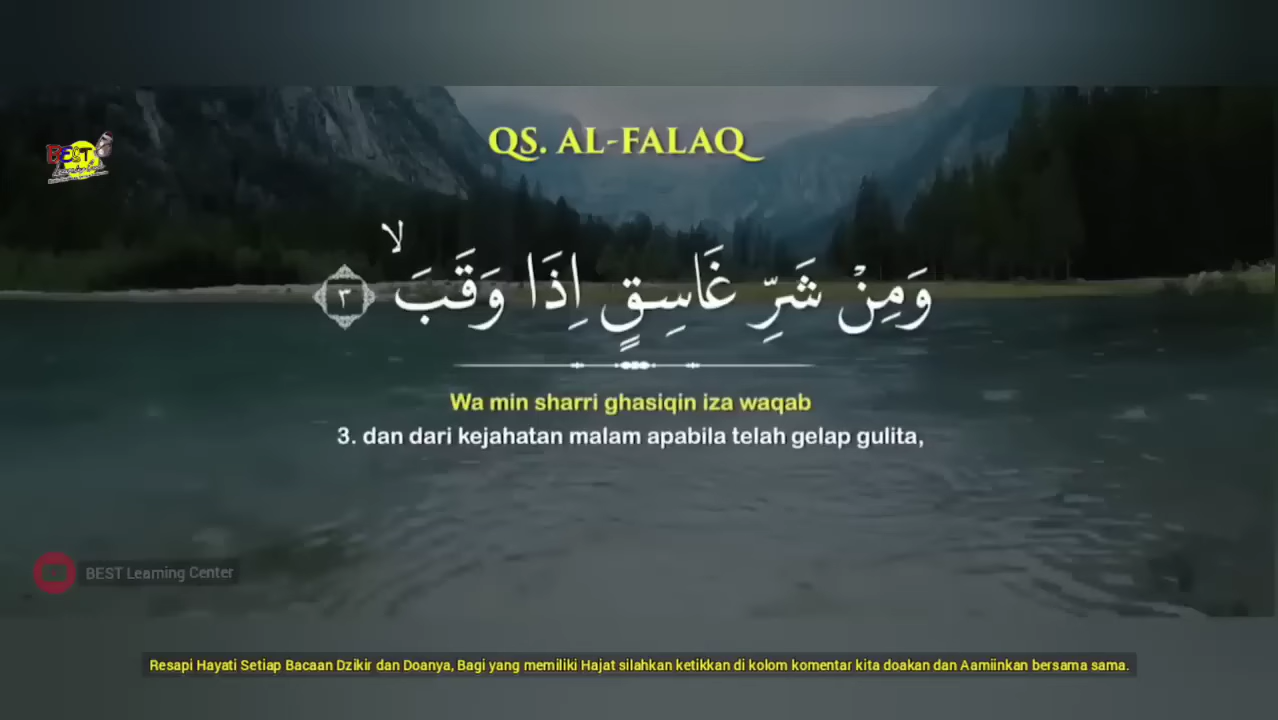 QS. AL-FALAQ
BEST
وَمِنْ شَرِّ غَاسِقٍ اِذَا وَقَبَۙ ٣
Wa min sharri ghasiqin iza waqab
3. dan dari kejahatan malam apabila telah gelap gulita,
BEST Learning Center
Resapi Hayati Setiap Bacaan Dzikir dan Doanya, Bagi yang memiliki Hajat silahkan ketikkan di kolom komentar kita doakan dan Aamiinkan bersama sama.